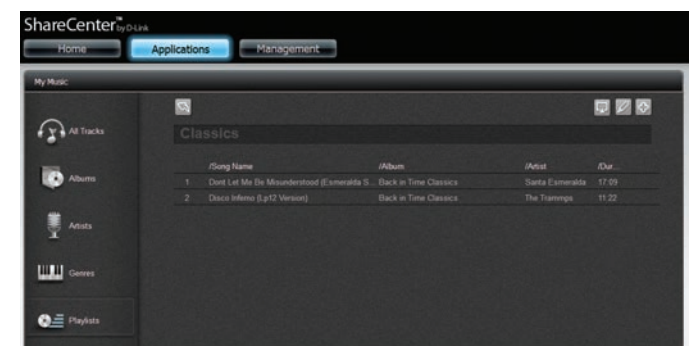 ShareCenter™ by D-Link
Home Applications Management
My Music
All Tracks
Albums
Artists
Genres
Playlists
Classics
/Song Name /Album /Artist /Dur...
1 Dont Let Me Be Misunderstood (Esmeralda S... Back in Time Classics Santa Esmeralda 17:09
2 Disco Inferno (Lp12 Version) Back in Time Classics The Trammps 11:22